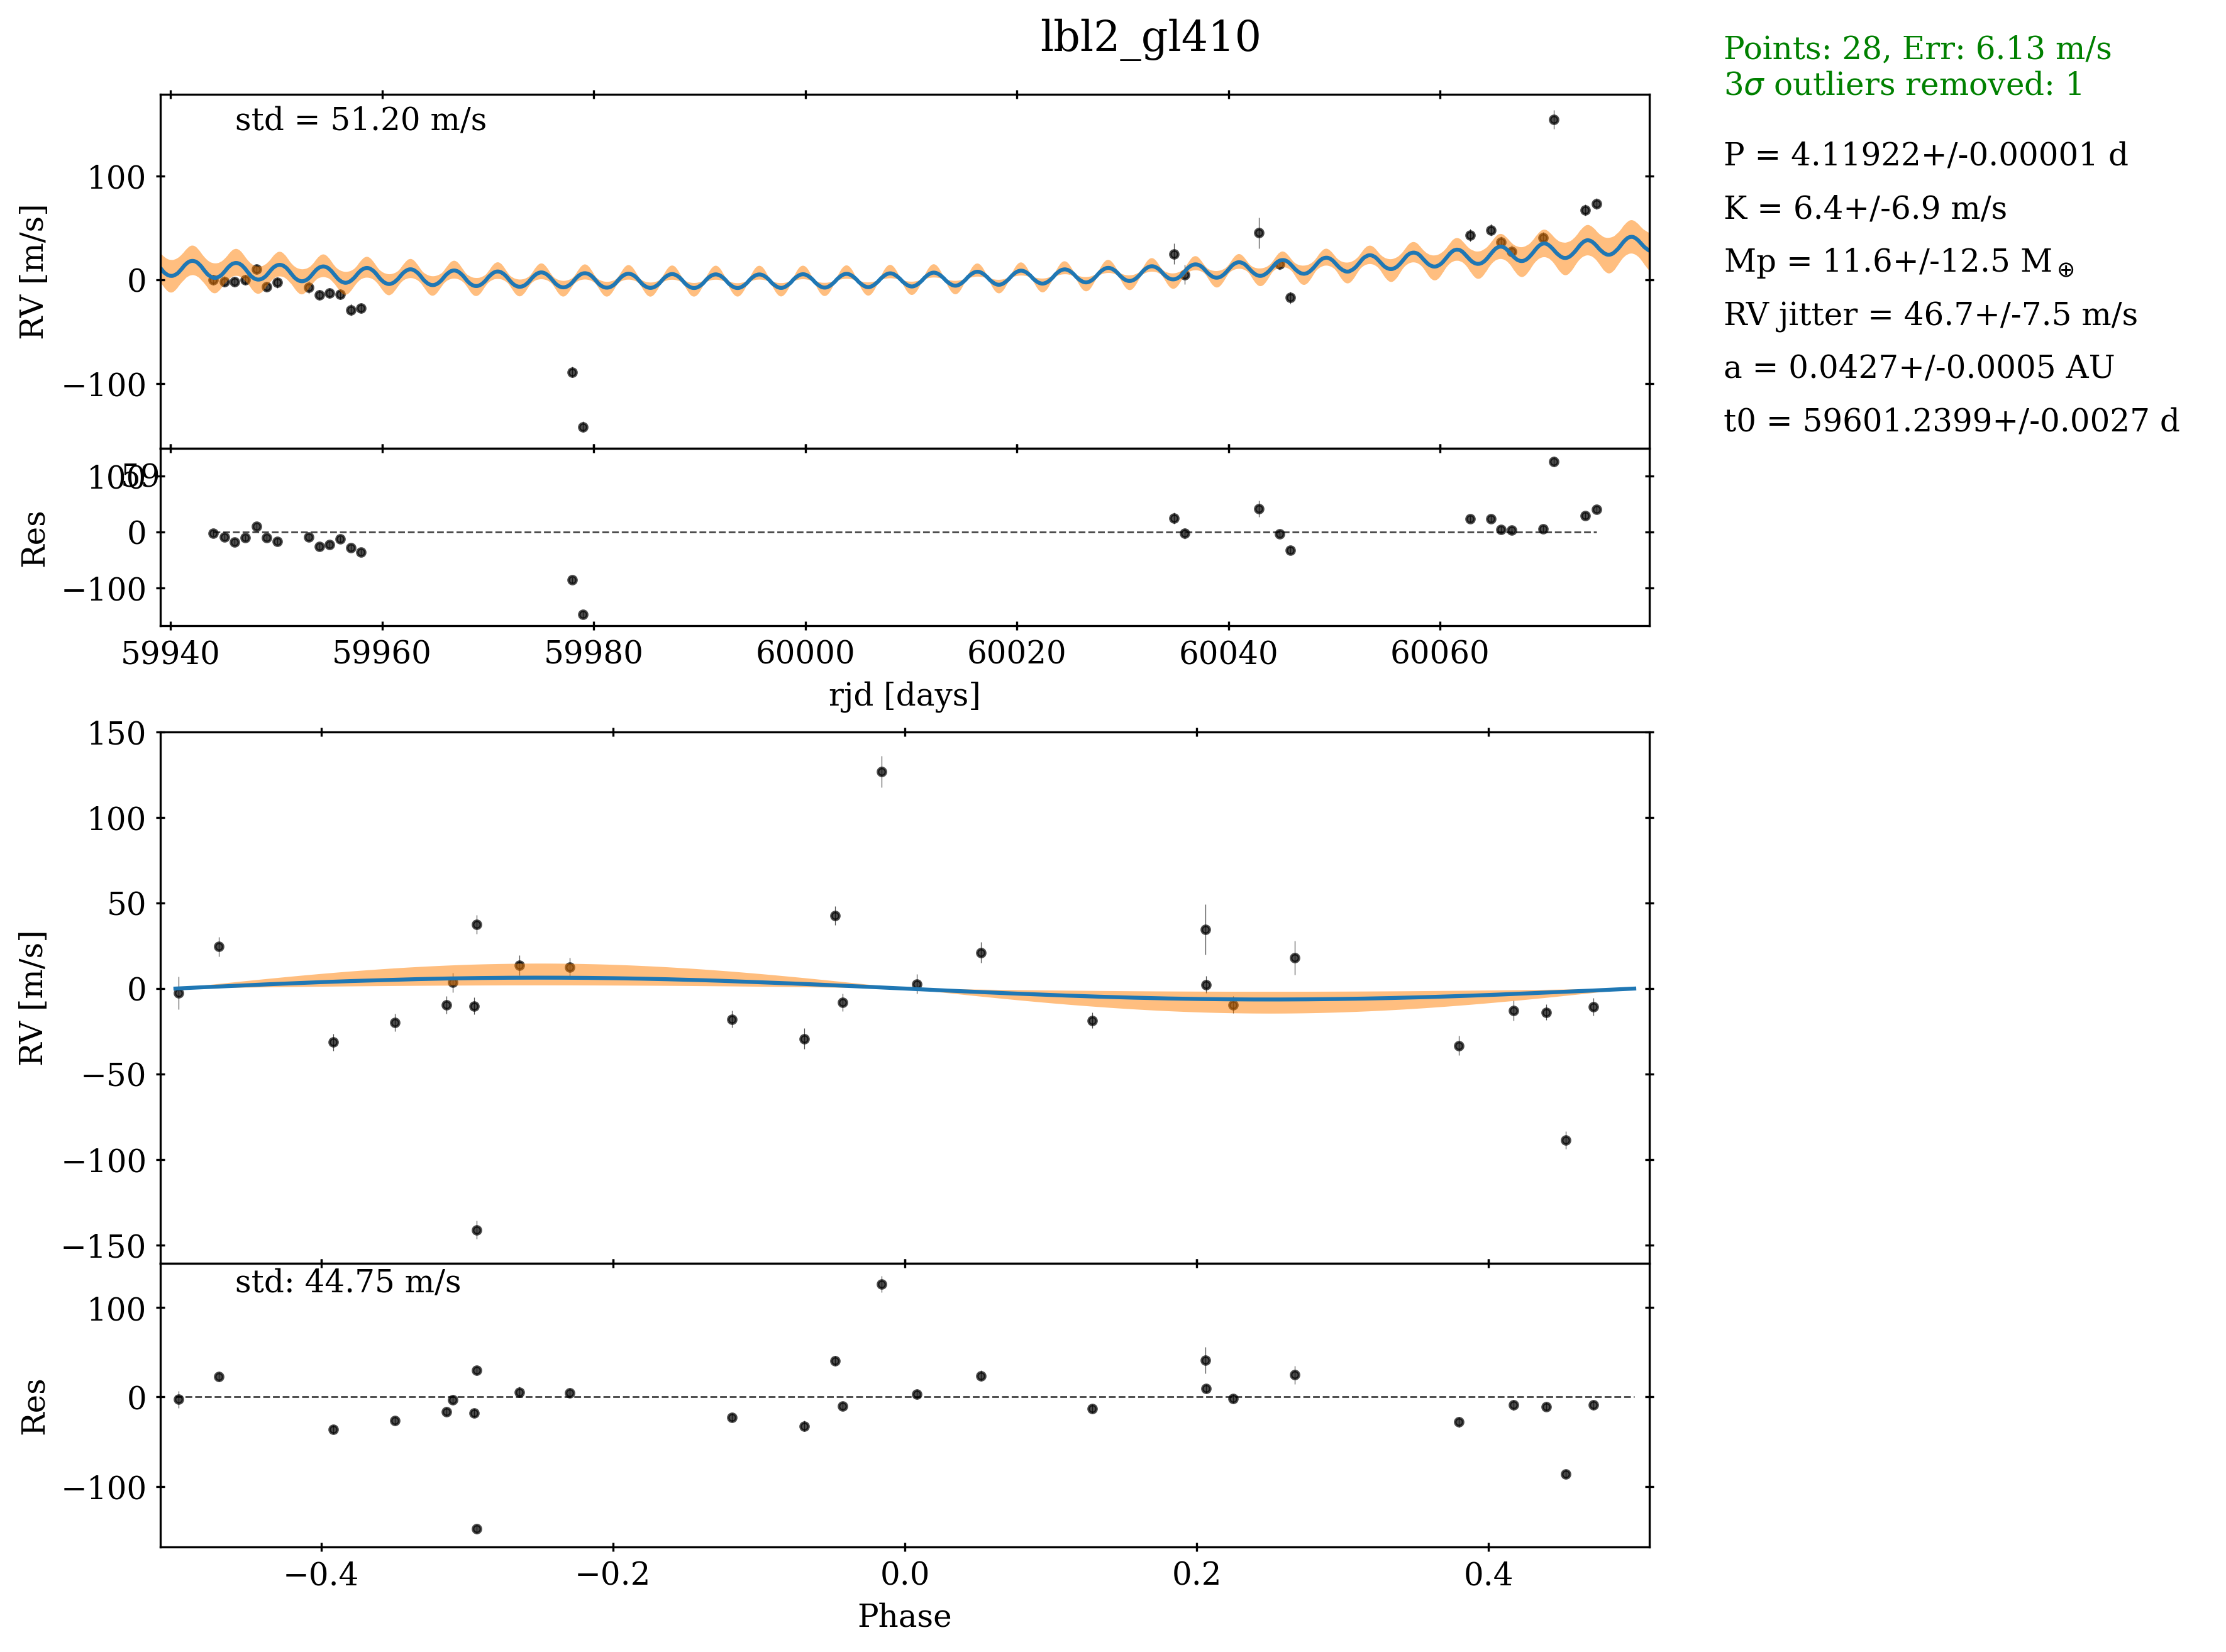 lbl2_gl410
Points: 28, Err: 6.13 m/s
3σ outliers removed: 1
P = 4.11922+/-0.00001 d
K = 6.4+/-6.9 m/s
Mp = 11.6+/-12.5 M⊕
RV jitter = 46.7+/-7.5 m/s
a = 0.0427+/-0.0005 AU
t0 = 59601.2399+/-0.0027 d
std = 51.20 m/s
RV [m/s]
100
0
−100
59
Res
100
0
−100
59940 59960 59980 60000 60020 60040 60060
rjd [days]
RV [m/s]
150
100
50
0
−50
−100
−150
std: 44.75 m/s
Res
100
0
−100
−0.4 −0.2 0.0 0.2 0.4
Phase